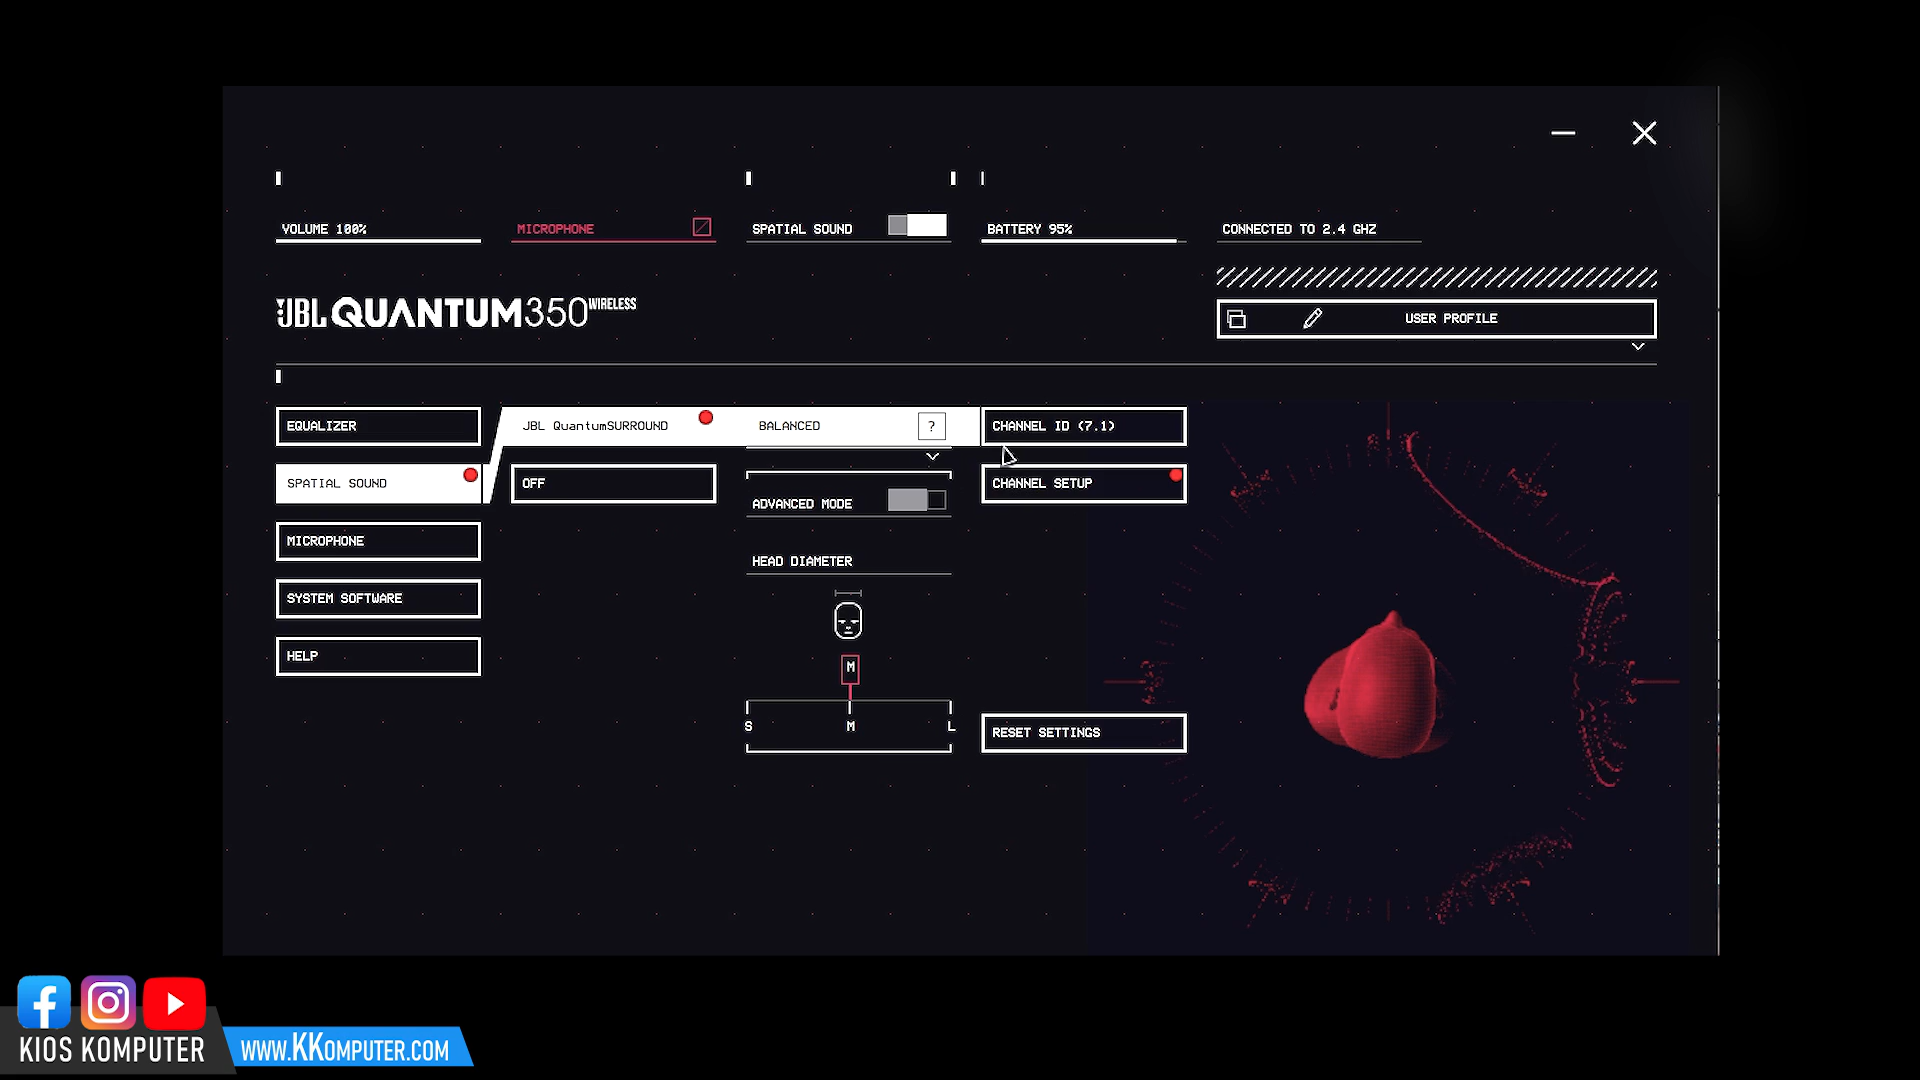 VOLUME 100%
MICROPHONE
SPATIAL SOUND
BATTERY 95%
CONNECTED TO 2.4 GHZ
JBL QUANTUM350 WIRELESS
USER PROFILE
EQUALIZER
JBL QuantumSURROUND
BALANCED
?
CHANNEL ID (7.1)
SPATIAL SOUND
OFF
ADVANCED MODE
CHANNEL SETUP
MICROPHONE
HEAD DIAMETER
SYSTEM SOFTWARE
HELP
M
S M L
RESET SETTINGS
KIOS KOMPUTER
WWW.KKOMPUTER.COM